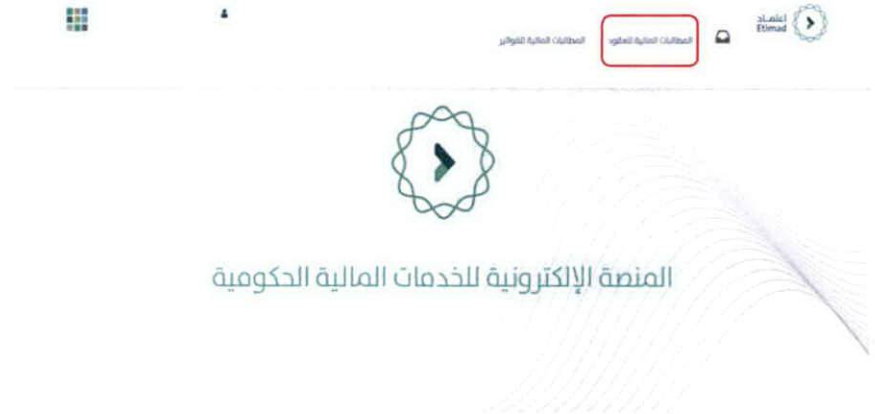 اعتماد
Etimad
المطالبات المالية للعقود
المطالبات المالية للفواتير
المنصة الإلكترونية للخدمات المالية الحكومية